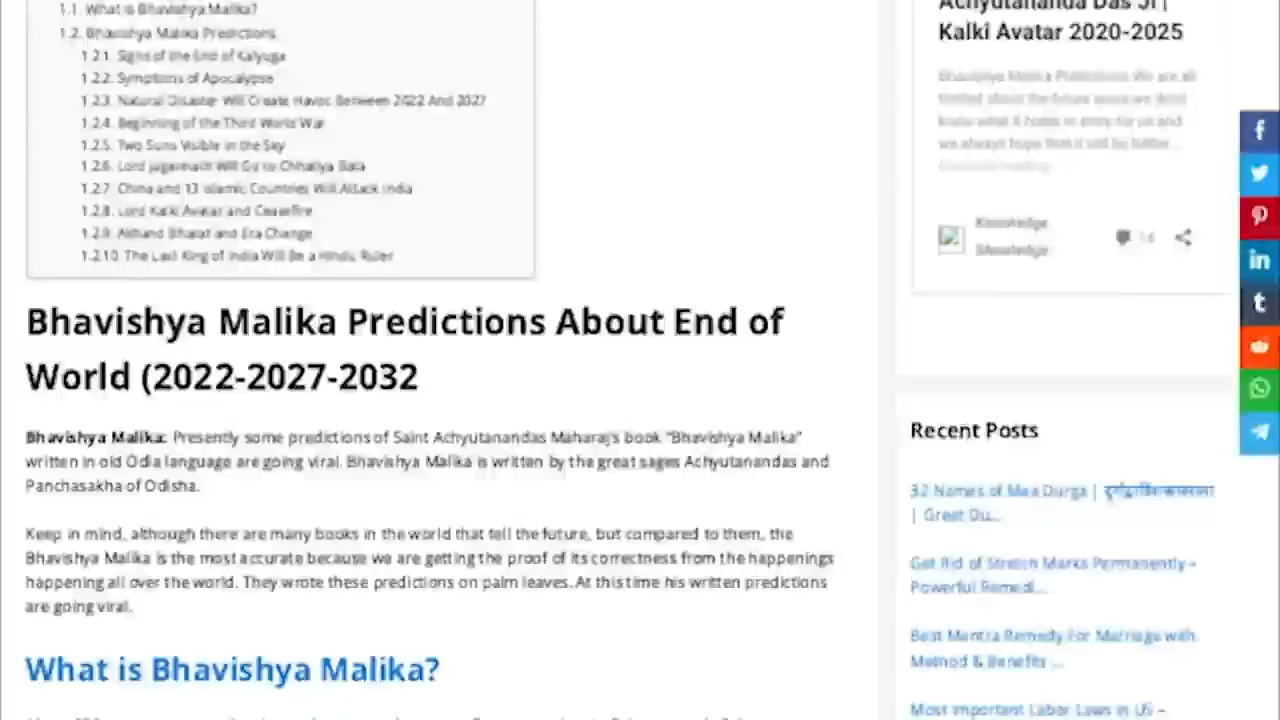 1.1. What is Bhavishya Malika?
1.2. Bhavishya Malika Predictions
1.2.1. Signs of the End of Kalyuga
1.2.2. Symptoms of Apocalypse
1.2.3. Natural Disaster Will Create Havoc Between 2022 And 2027
1.2.4. Beginning of the Third World War
1.2.5. Two Suns Visible in the Sky
1.2.6. Lord Jagannath Will Go to Chhatiya Bata
1.2.7. China and 13 Islamic Countries Will Attack India
1.2.8. Lord Kalki Avatar and Ceasefire
1.2.9. Akhand Bharat and Era Change
1.2.10. The Last King of India Will Be a Hindu Ruler
Bhavishya Malika Predictions About End of
World (2022-2027-2032
Bhavishya Malika: Presently some predictions of Saint Achyutanandas Maharaj's book "Bhavishya Malika"
written in old Odia language are going viral. Bhavishya Malika is written by the great sages Achyutanandas and
Panchasakha of Odisha.
Keep in mind, although there are many books in the world that tell the future, but compared to them, the
Bhavishya Malika is the most accurate because we are getting the proof of its correctness from the happenings
happening all over the world. They wrote these predictions on palm leaves. At this time his written predictions
are going viral.
What is Bhavishya Malika?
Achyutananda Das Ji |
Kalki Avatar 2020-2025
Bhavishya Malika Predictions We are all
know what it holds in store for us and
we always hope that it will be better...
Continue reading
Knowledge
Showledge
14
Recent Posts
32 Names of Maa Durga |
| Great Du...
Get Rid of Stretch Marks Permanently –
Powerful Remedi...
Best Mantra Remedy For Marriage with
Method & Benefits ...
Most Important Labor Laws in US –